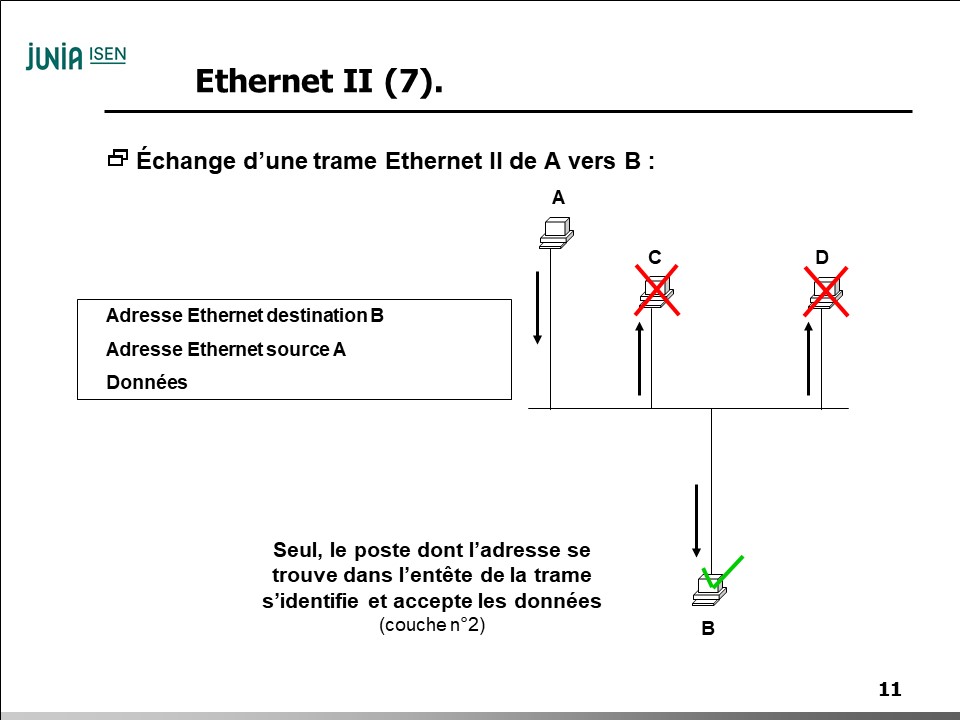 JUNIA ISEN
Ethernet II (7).
Échange d’une trame Ethernet II de A vers B :
A
C
D
Adresse Ethernet destination B
Adresse Ethernet source A
Données
Seul, le poste dont l’adresse se
trouve dans l’entête de la trame
s’identifie et accepte les données
(couche n°2)
B
11